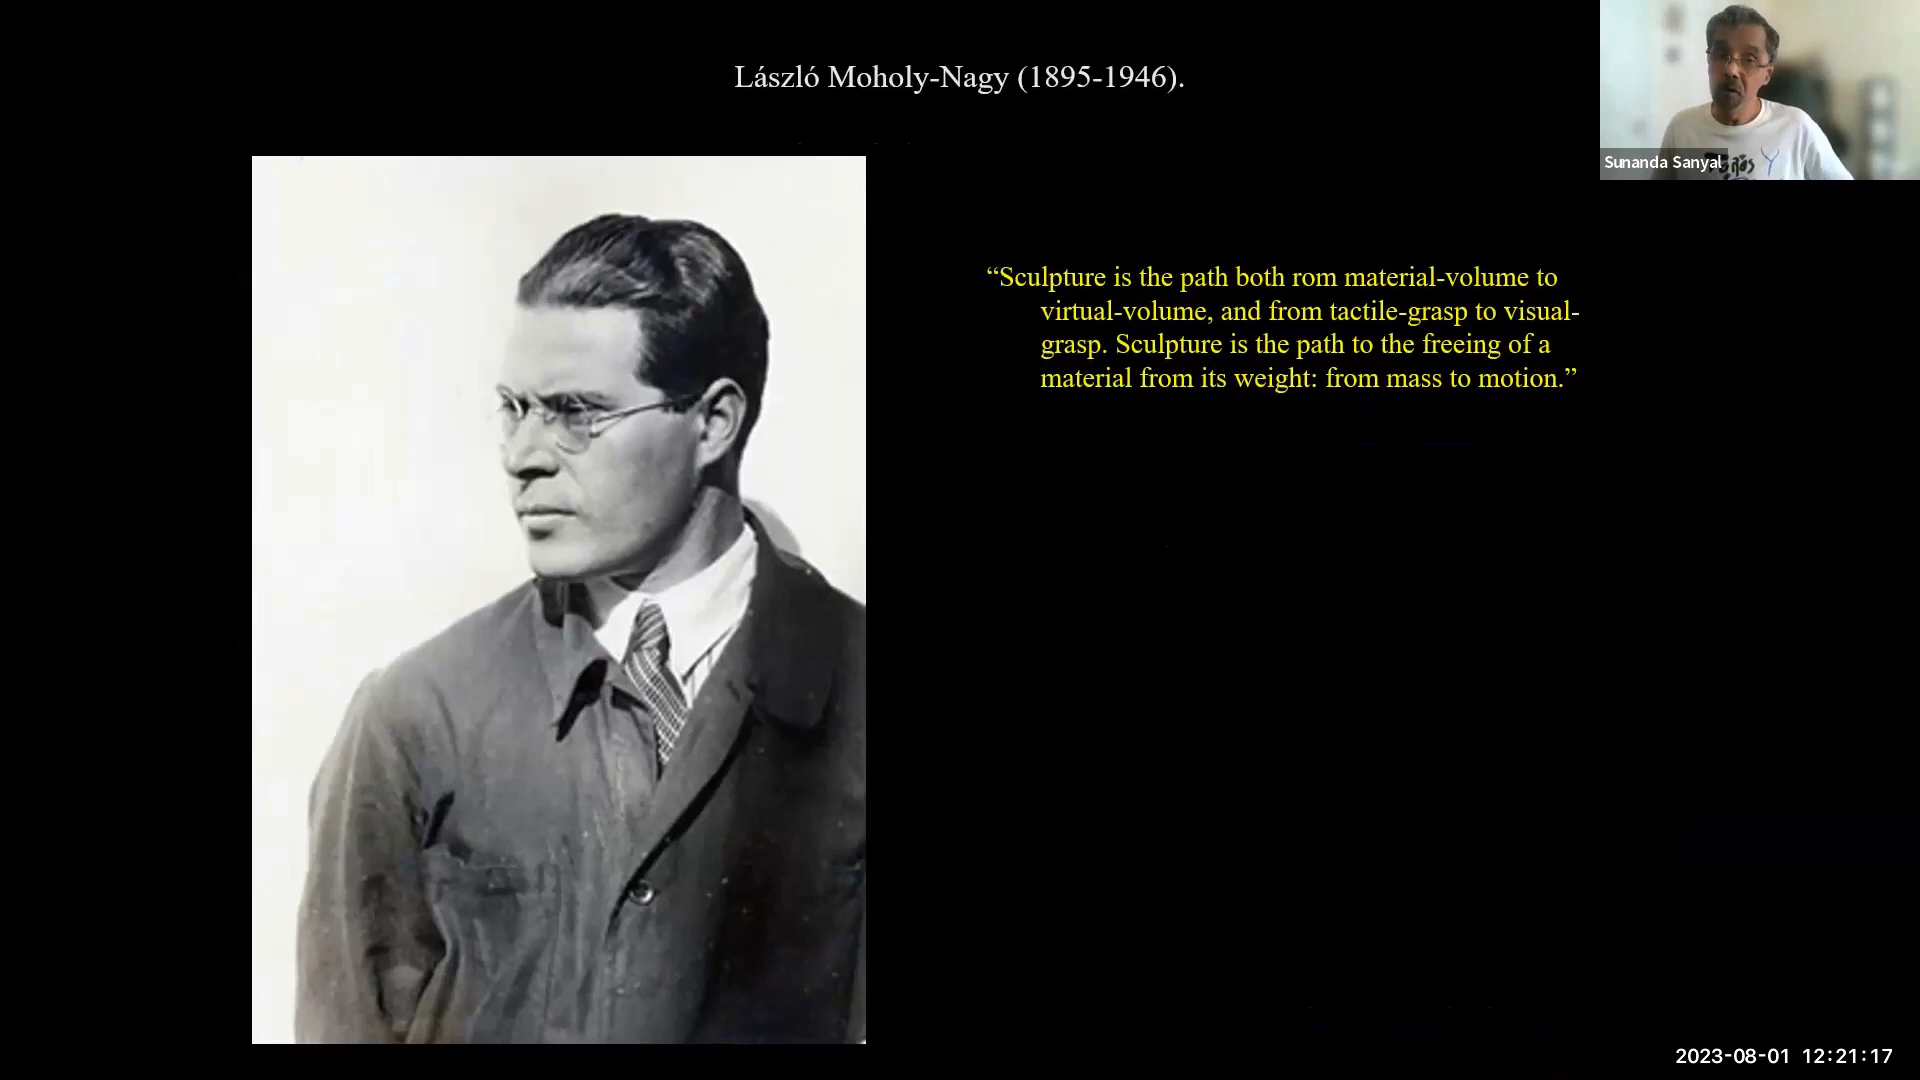 László Moholy-Nagy (1895-1946).
Sunanda Sanyal
“Sculpture is the path both rom material-volume to
virtual-volume, and from tactile-grasp to visual-
grasp. Sculpture is the path to the freeing of a
material from its weight: from mass to motion.”
2023-08-01 12:21:17